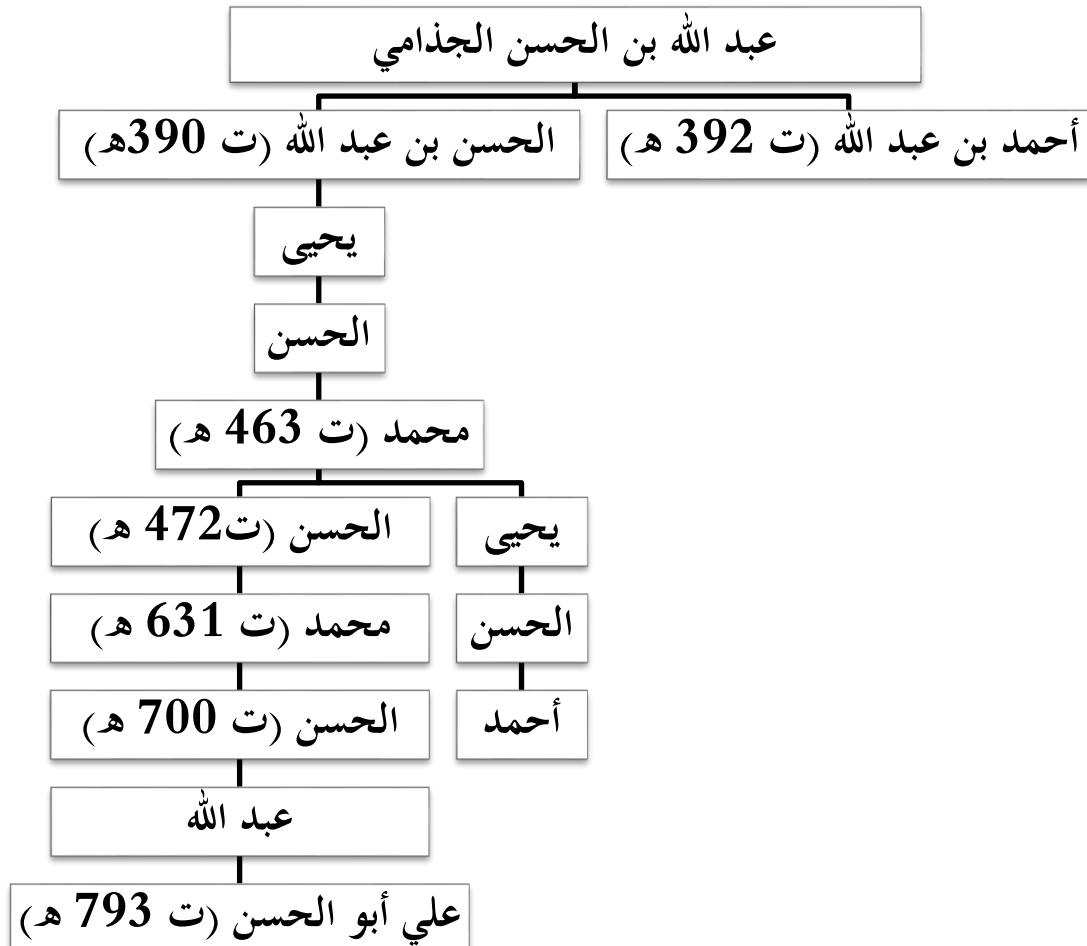 عبد الله بن الحسن الجذامي
أحمد بن عبد الله (ت 392 هـ)
الحسن بن عبد الله (ت 390هـ)
يحيى
الحسن
محمد (ت 463 هـ)
يحيى
الحسن (ت472 هـ)
الحسن
محمد (ت 631 هـ)
أحمد
الحسن (ت 700 هـ)
عبد الله
علي أبو الحسن (ت 793 هـ)